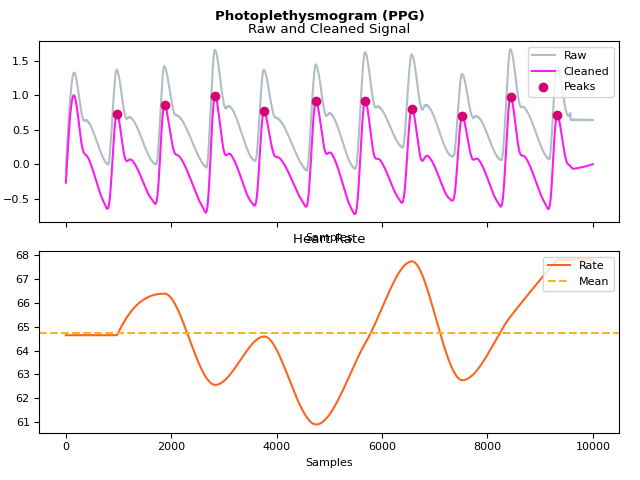 Photoplethysmogram (PPG)
Raw and Cleaned Signal
Raw
Cleaned
Peaks
1.5
1.0
0.5
0.0
−0.5
Samples
Heart Rate
Rate
Mean
68
67
66
65
64
63
62
61
0 2000 4000 6000 8000 10000
Samples